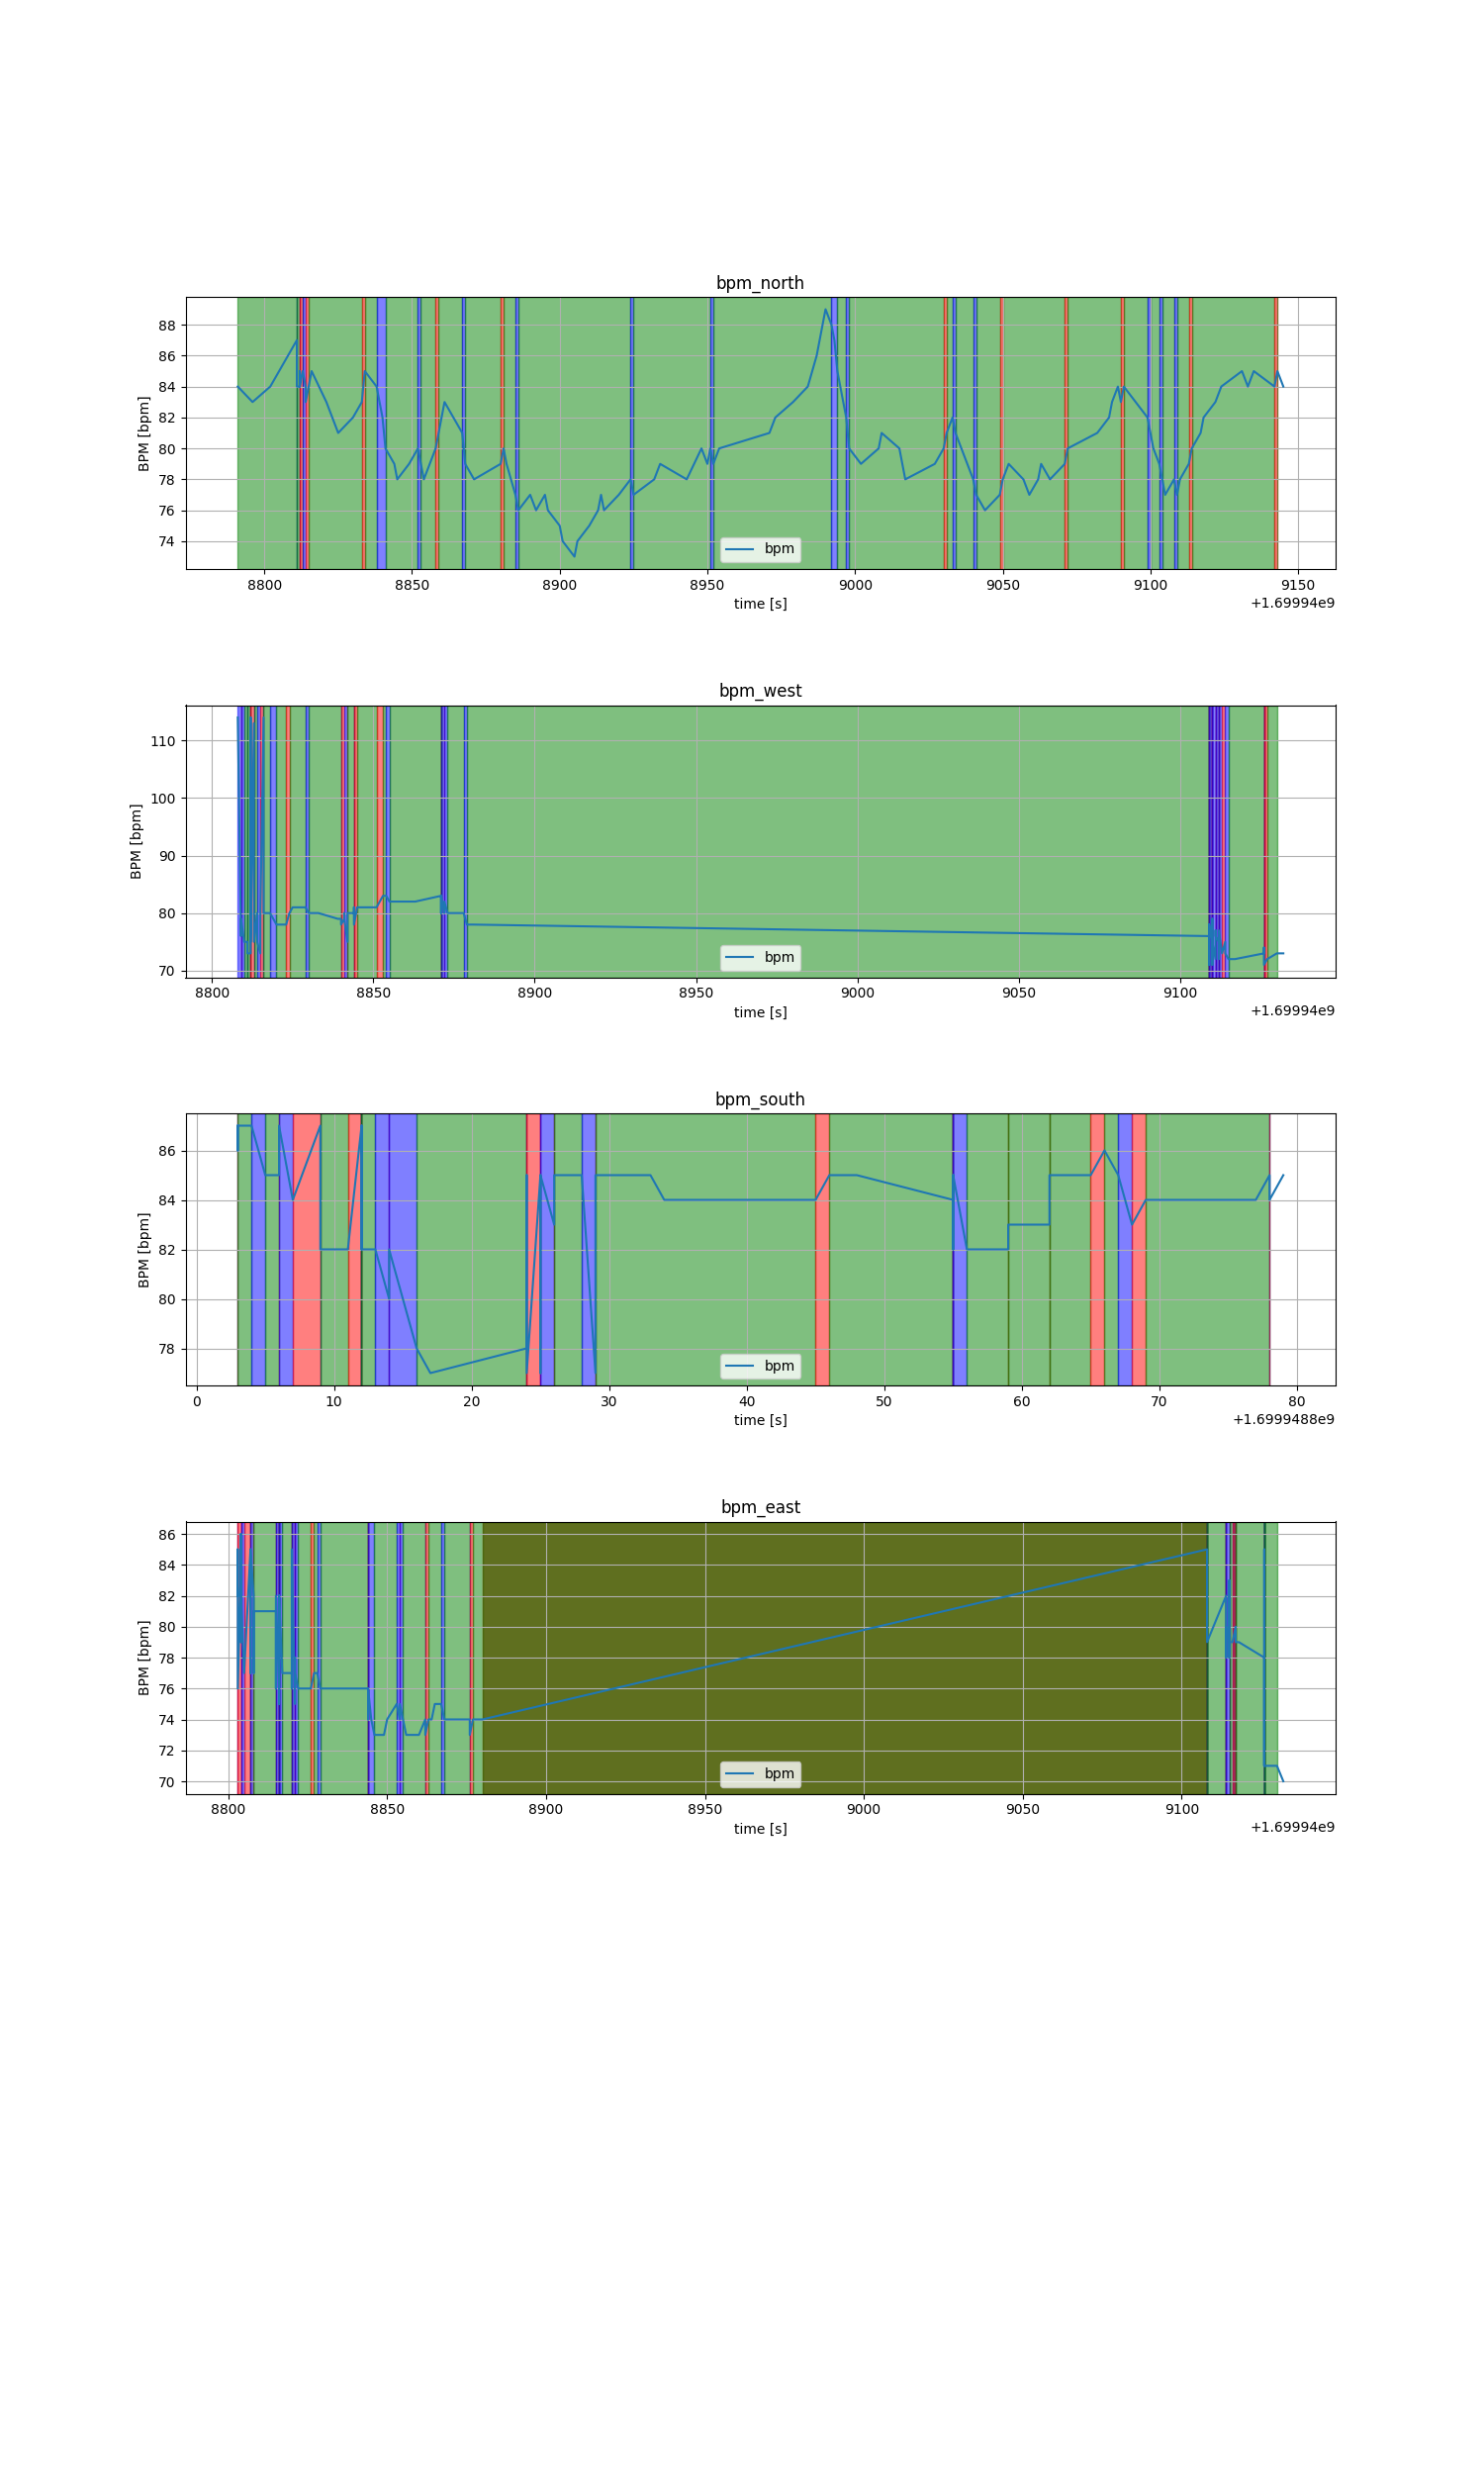 bpm_north
BPM [bpm]
88
86
84
82
80
78
76
74
bpm
8800 8850 8900 8950 9000 9050 9100 9150
time [s]
+1.69994e9
bpm_west
BPM [bpm]
110
100
90
80
70
bpm
8800 8850 8900 8950 9000 9050 9100
time [s]
+1.69994e9
bpm_south
BPM [bpm]
86
84
82
80
78
bpm
0 10 20 30 40 50 60 70 80
time [s]
+1.6999488e9
bpm_east
BPM [bpm]
86
84
82
80
78
76
74
72
70
bpm
8800 8850 8900 8950 9000 9050 9100
time [s]
+1.69994e9